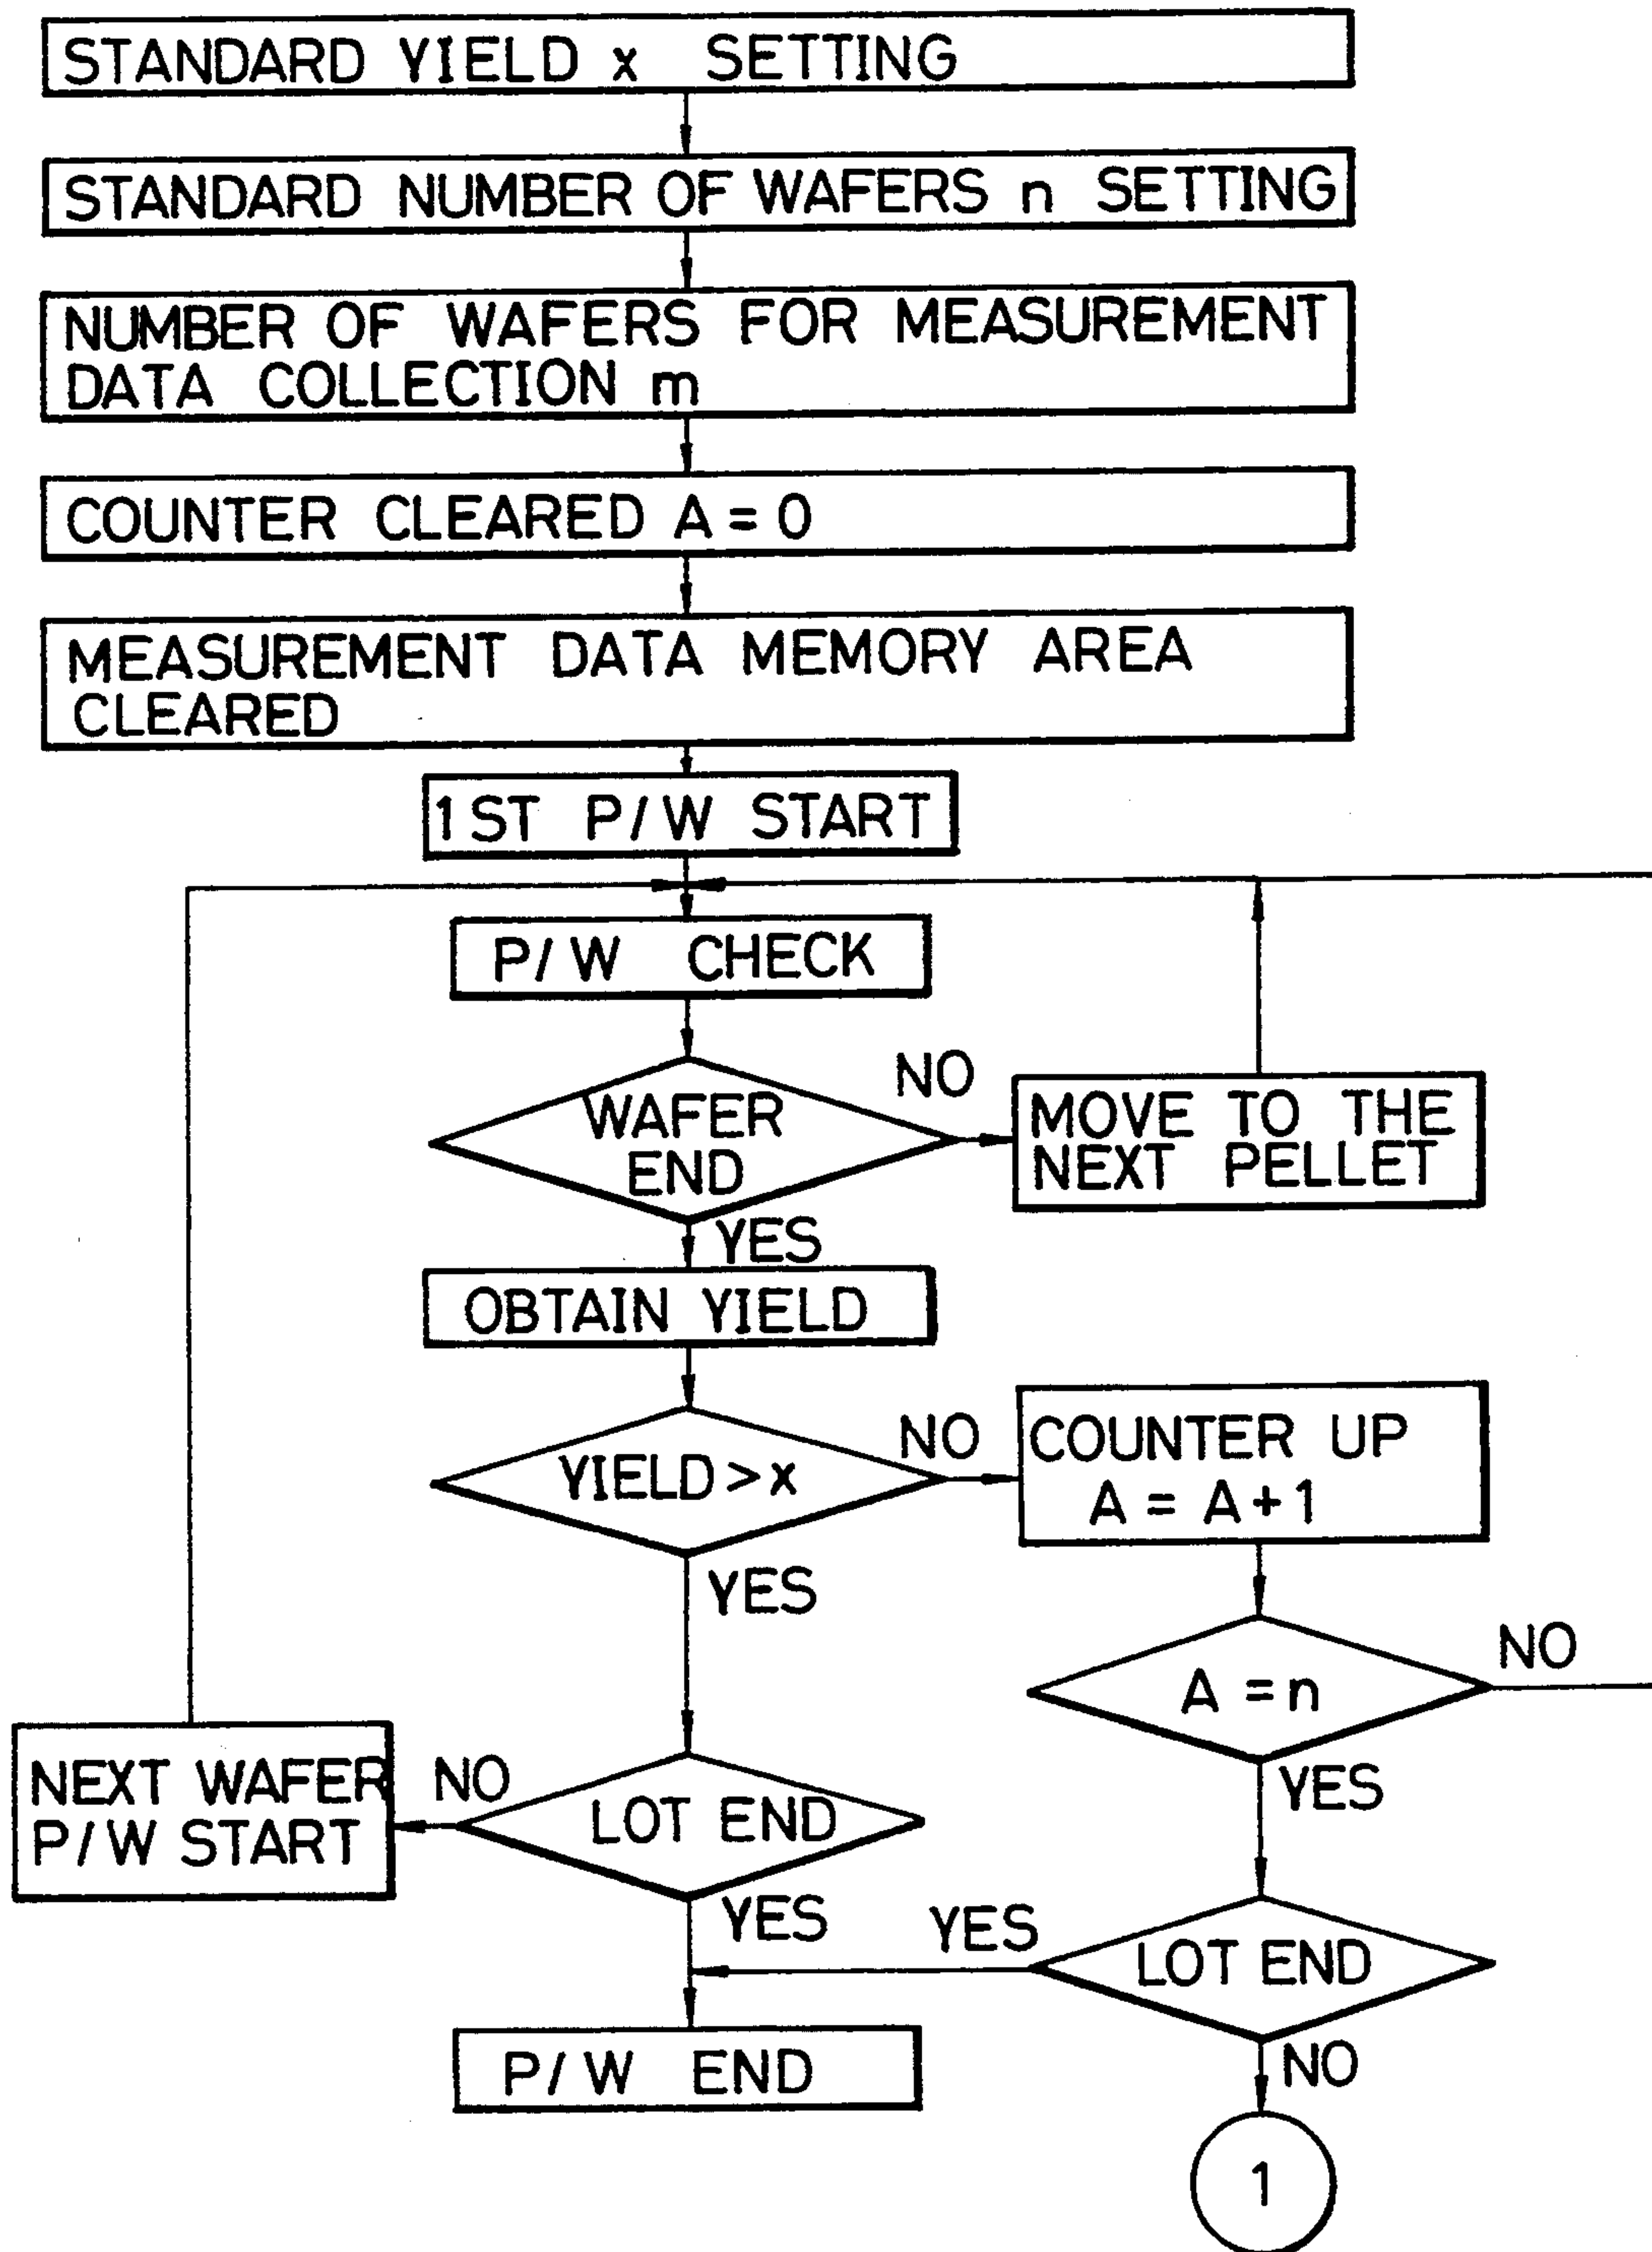 STANDARD YIELD x SETTING
STANDARD NUMBER OF WAFERS n SETTING
NUMBER OF WAFERS FOR MEASUREMENT
DATA COLLECTION m
COUNTER CLEARED A = 0
MEASUREMENT DATA MEMORY AREA
CLEARED
1ST P/W START
P/W CHECK
WAFER
END
NO
MOVE TO THE
NEXT PELLET
YES
OBTAIN YIELD
YIELD > x
NO
COUNTER UP
A = A + 1
YES
A = n
NO
YES
NEXT WAFER
P/W START
NO
LOT END
YES
YES
LOT END
NO
P/W END
1